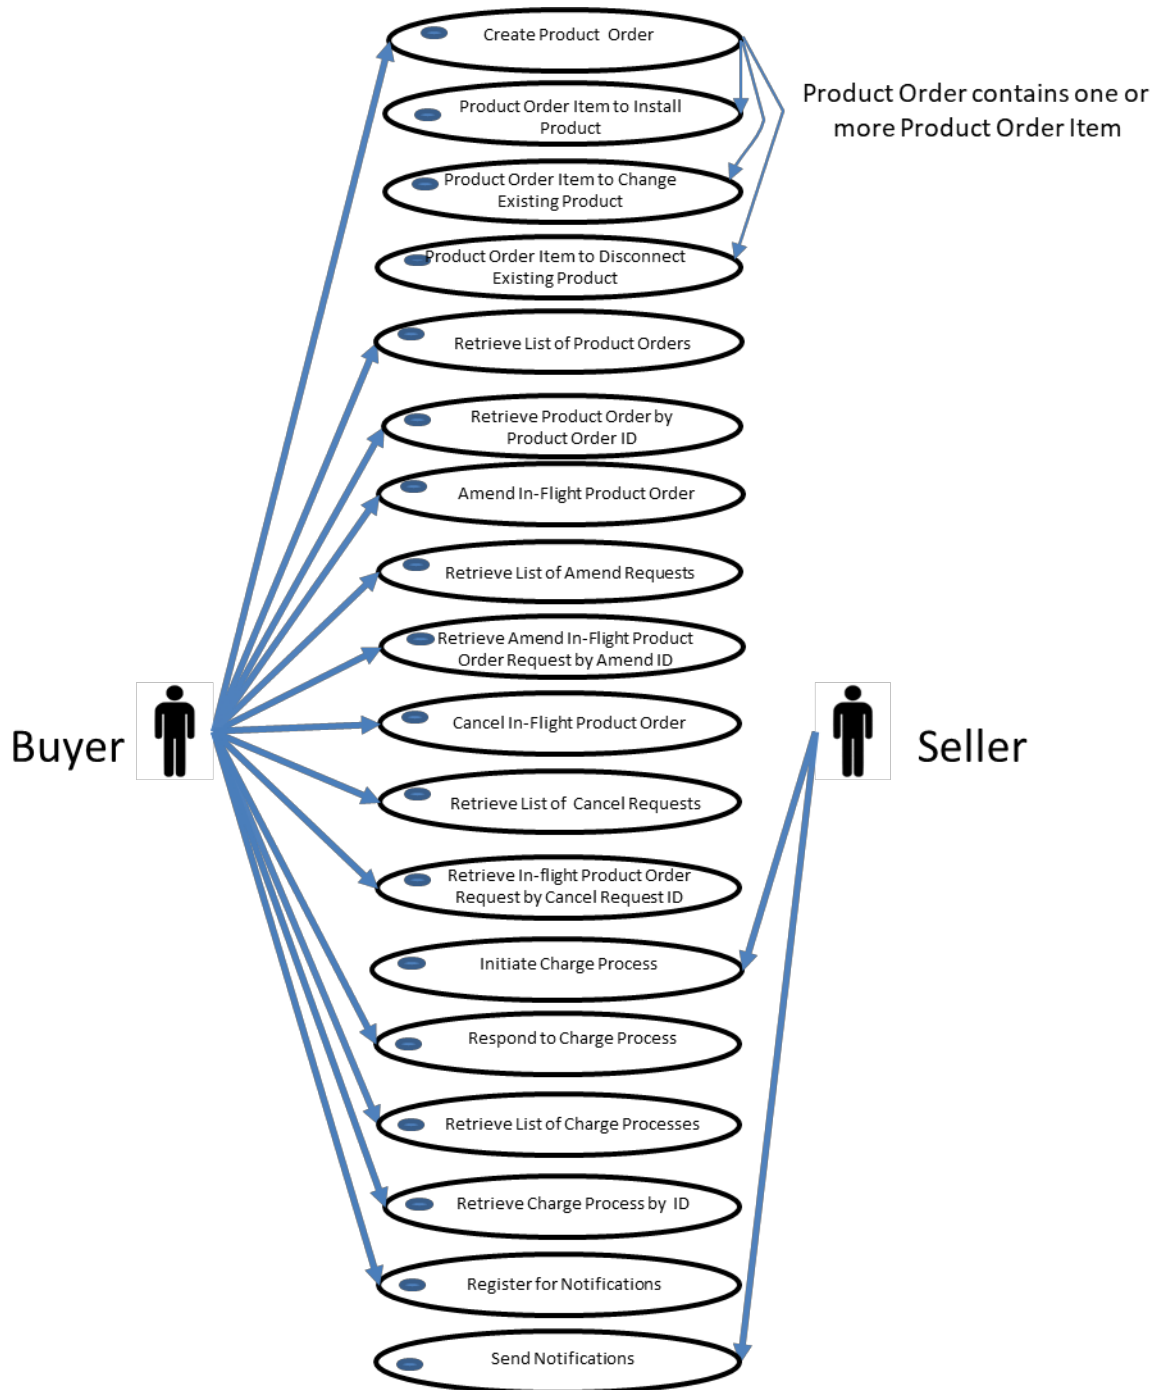 Create Product Order
Product Order Item to Install
Product
Product Order contains one or
more Product Order Item
Product Order Item to Change
Existing Product
Product Order Item to Disconnect
Existing Product
Retrieve List of Product Orders
Retrieve Product Order by
Product Order ID
Amend In-Flight Product Order
Retrieve List of Amend Requests
Retrieve Amend In-Flight Product
Order Request by Amend ID
Cancel In-Flight Product Order
Buyer
Seller
Retrieve List of Cancel Requests
Retrieve In-flight Product Order
Request by Cancel Request ID
Initiate Charge Process
Respond to Charge Process
Retrieve List of Charge Processes
Retrieve Charge Process by ID
Register for Notifications
Send Notifications